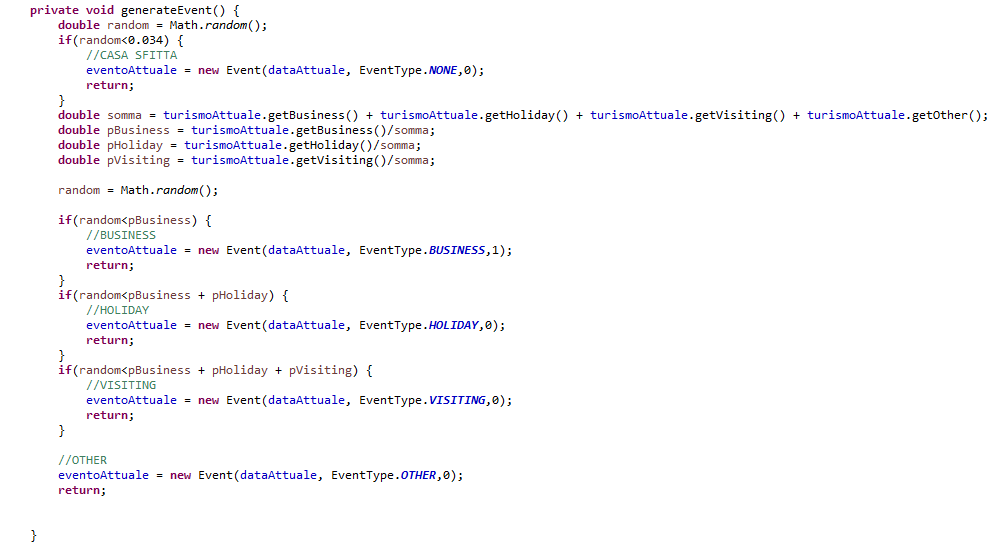 private void generateEvent() {
    double random = Math.random();
    if(random<0.034) {
        //CASA SFITTA
        eventoAttuale = new Event(dataAttuale, EventType.NONE,0);
        return;
    }
    double somma = turismoAttuale.getBusiness() + turismoAttuale.getHoliday() + turismoAttuale.getVisiting() + turismoAttuale.getOther();
    double pBusiness = turismoAttuale.getBusiness()/somma;
    double pHoliday = turismoAttuale.getHoliday()/somma;
    double pVisiting = turismoAttuale.getVisiting()/somma;

    random = Math.random();

    if(random<pBusiness) {
        //BUSINESS
        eventoAttuale = new Event(dataAttuale, EventType.BUSINESS,1);
        return;
    }
    if(random<pBusiness + pHoliday) {
        //HOLIDAY
        eventoAttuale = new Event(dataAttuale, EventType.HOLIDAY,0);
        return;
    }
    if(random<pBusiness + pHoliday + pVisiting) {
        //VISITING
        eventoAttuale = new Event(dataAttuale, EventType.VISITING,0);
        return;
    }

    //OTHER
    eventoAttuale = new Event(dataAttuale, EventType.OTHER,0);
    return;


}